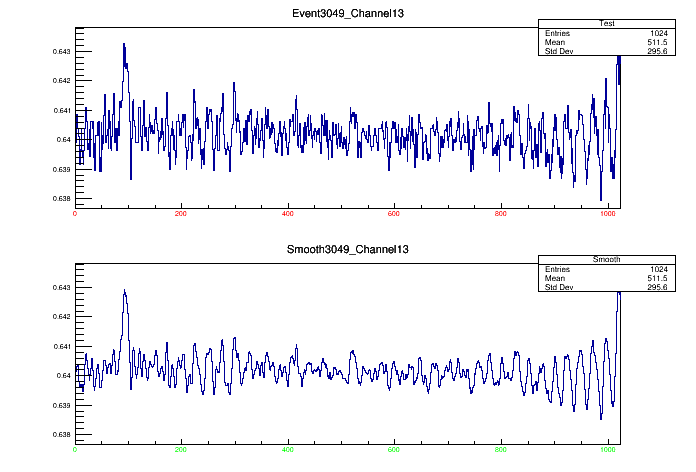 Event3049_Channel13
Test
Entries 1024
Mean 511.5
Std Dev 295.6
0.643
0.642
0.641
0.64
0.639
0.638
0 200 400 600 800 1000
Smooth3049_Channel13
Smooth
Entries 1024
Mean 511.5
Std Dev 295.6
0.643
0.642
0.641
0.64
0.639
0.638
0 200 400 600 800 1000